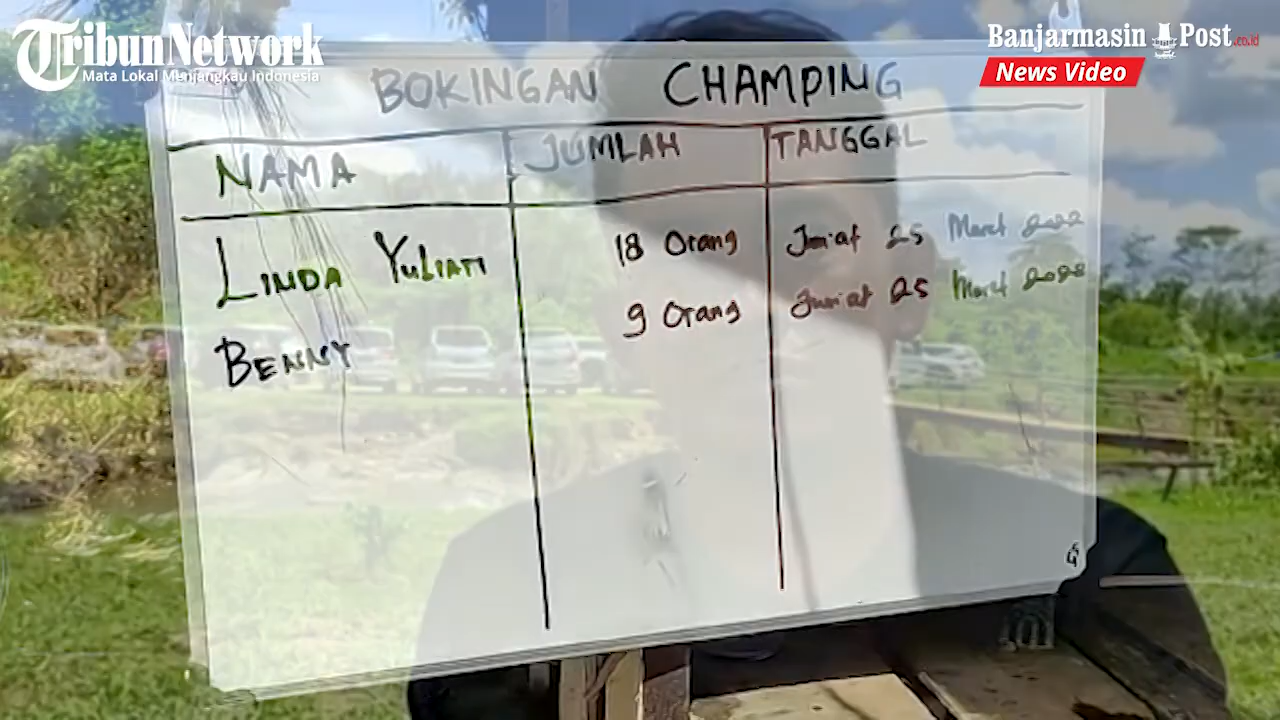 TribunNetwork
Mata Lokal Menjangkau Indonesia
Banjarmasin Post.co.id
News Video
BOKINGAN CHAMPING
NAMA JUMLAH TANGGAL
LINDA YULIATI 18 Orang Jum'at 25 Maret 2022
BENNY 9 Orang Jum'at 25 Maret 2022